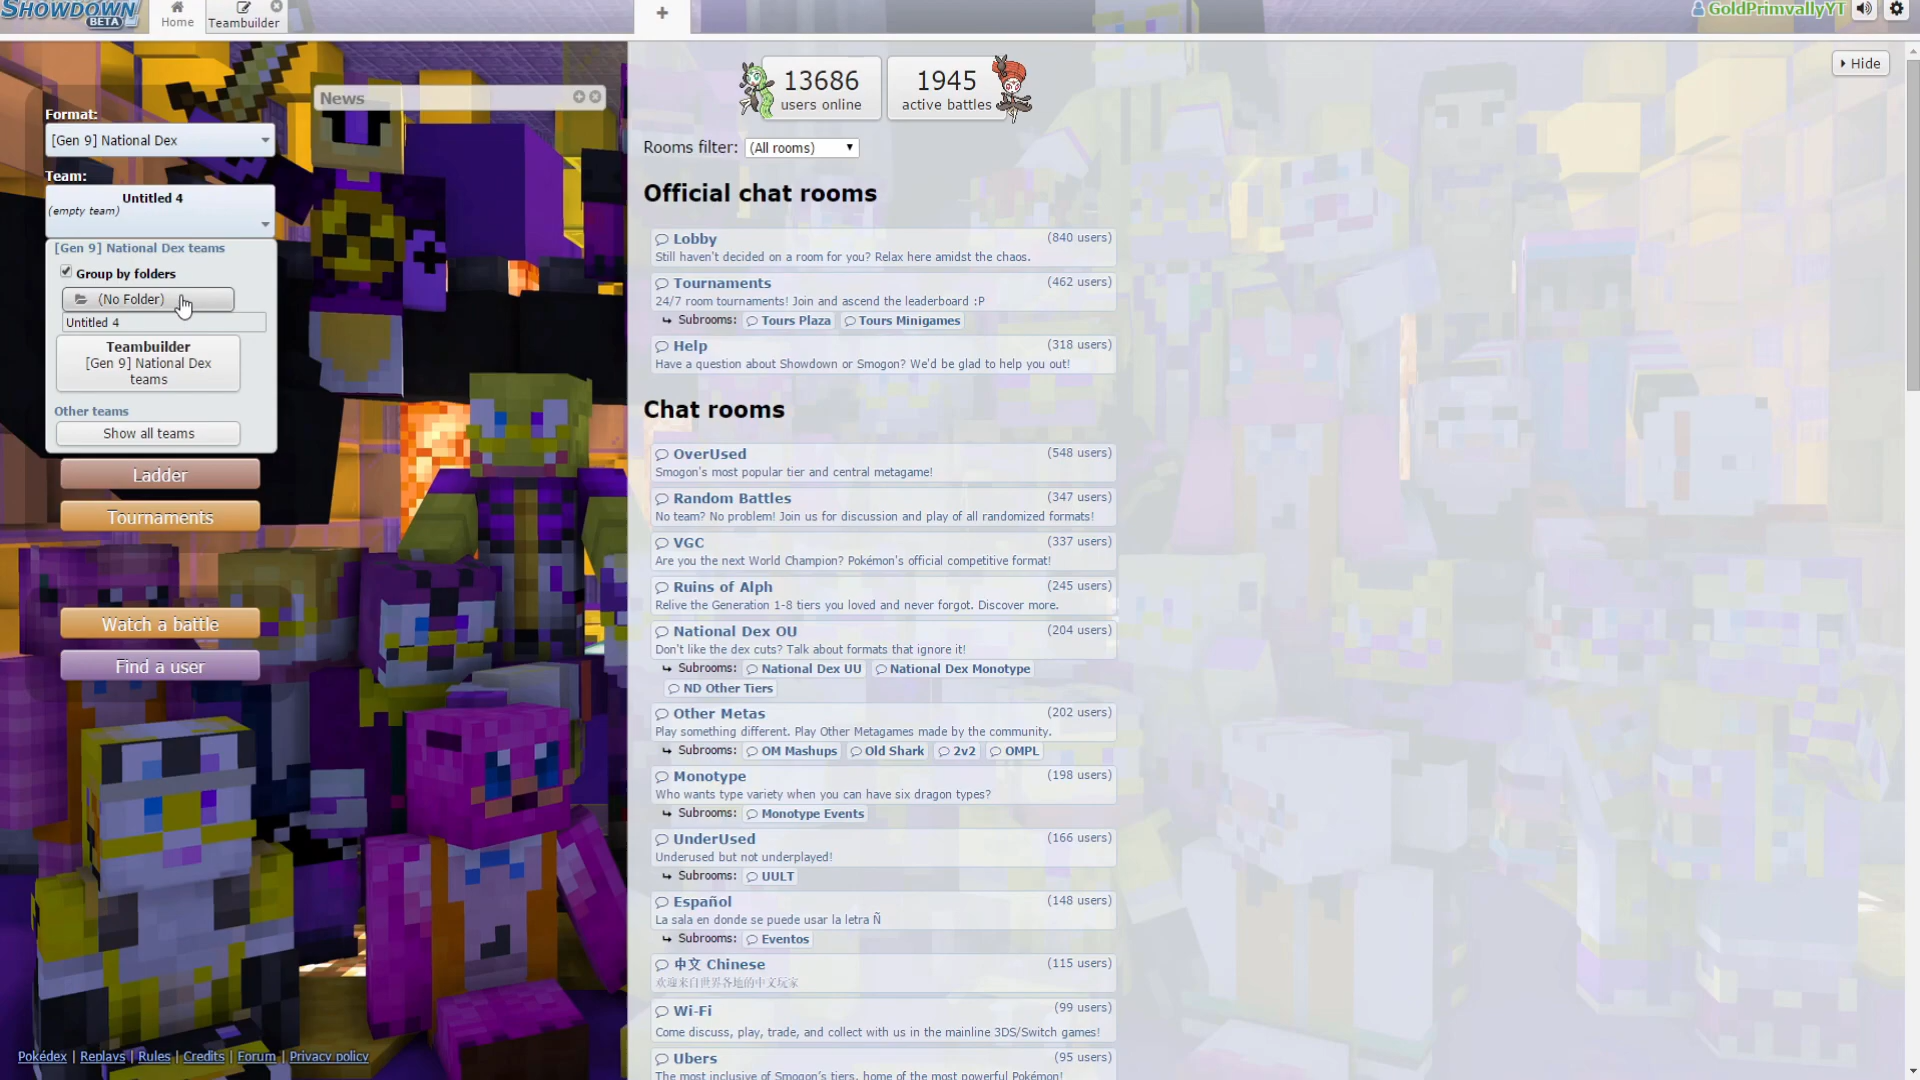 SHOWDOWN
BETA
Home
Teambuilder
+
GoldPrimvallyYT
Format:
[Gen 9] National Dex
Team:
Untitled 4
(empty team)
[Gen 9] National Dex teams
Group by folders
(No Folder)
Untitled 4
Teambuilder
[Gen 9] National Dex
teams
Other teams
Show all teams
Ladder
Tournaments
Watch a battle
Find a user
Pokédex | Replays | Rules | Credits | Forum | Privacy policy
News
13686
users online
1945
active battles
Hide
Rooms filter: (All rooms)
Official chat rooms
Lobby (840 users)
Still haven't decided on a room for you? Relax here amidst the chaos.
Tournaments (462 users)
24/7 room tournaments! Join and ascend the leaderboard :P
↳ Subrooms: Tours Plaza Tours Minigames
Help (318 users)
Have a question about Showdown or Smogon? We'd be glad to help you out!
Chat rooms
OverUsed (548 users)
Smogon's most popular tier and central metagame!
Random Battles (347 users)
No team? No problem! Join us for discussion and play of all randomized formats!
VGC (337 users)
Are you the next World Champion? Pokémon's official competitive format!
Ruins of Alph (245 users)
Relive the Generation 1-8 tiers you loved and never forgot. Discover more.
National Dex OU (204 users)
Don't like the dex cuts? Talk about formats that ignore it!
↳ Subrooms: National Dex UU National Dex Monotype
ND Other Tiers
Other Metas (202 users)
Play something different. Play Other Metagames made by the community.
↳ Subrooms: OM Mashups Old Shark 2v2 OMPL
Monotype (198 users)
Who wants type variety when you can have six dragon types?
↳ Subrooms: Monotype Events
UnderUsed (166 users)
Underused but not underplayed!
↳ Subrooms: UULT
Español (148 users)
La sala en donde se puede usar la letra Ñ
↳ Subrooms: Eventos
中文 Chinese (115 users)
欢迎来自世界各地的中文玩家
Wi-Fi (99 users)
Come discuss, play, trade, and collect with us in the mainline 3DS/Switch games!
Ubers (95 users)
The most inclusive of Smogon's tiers, home of the most powerful Pokémon!